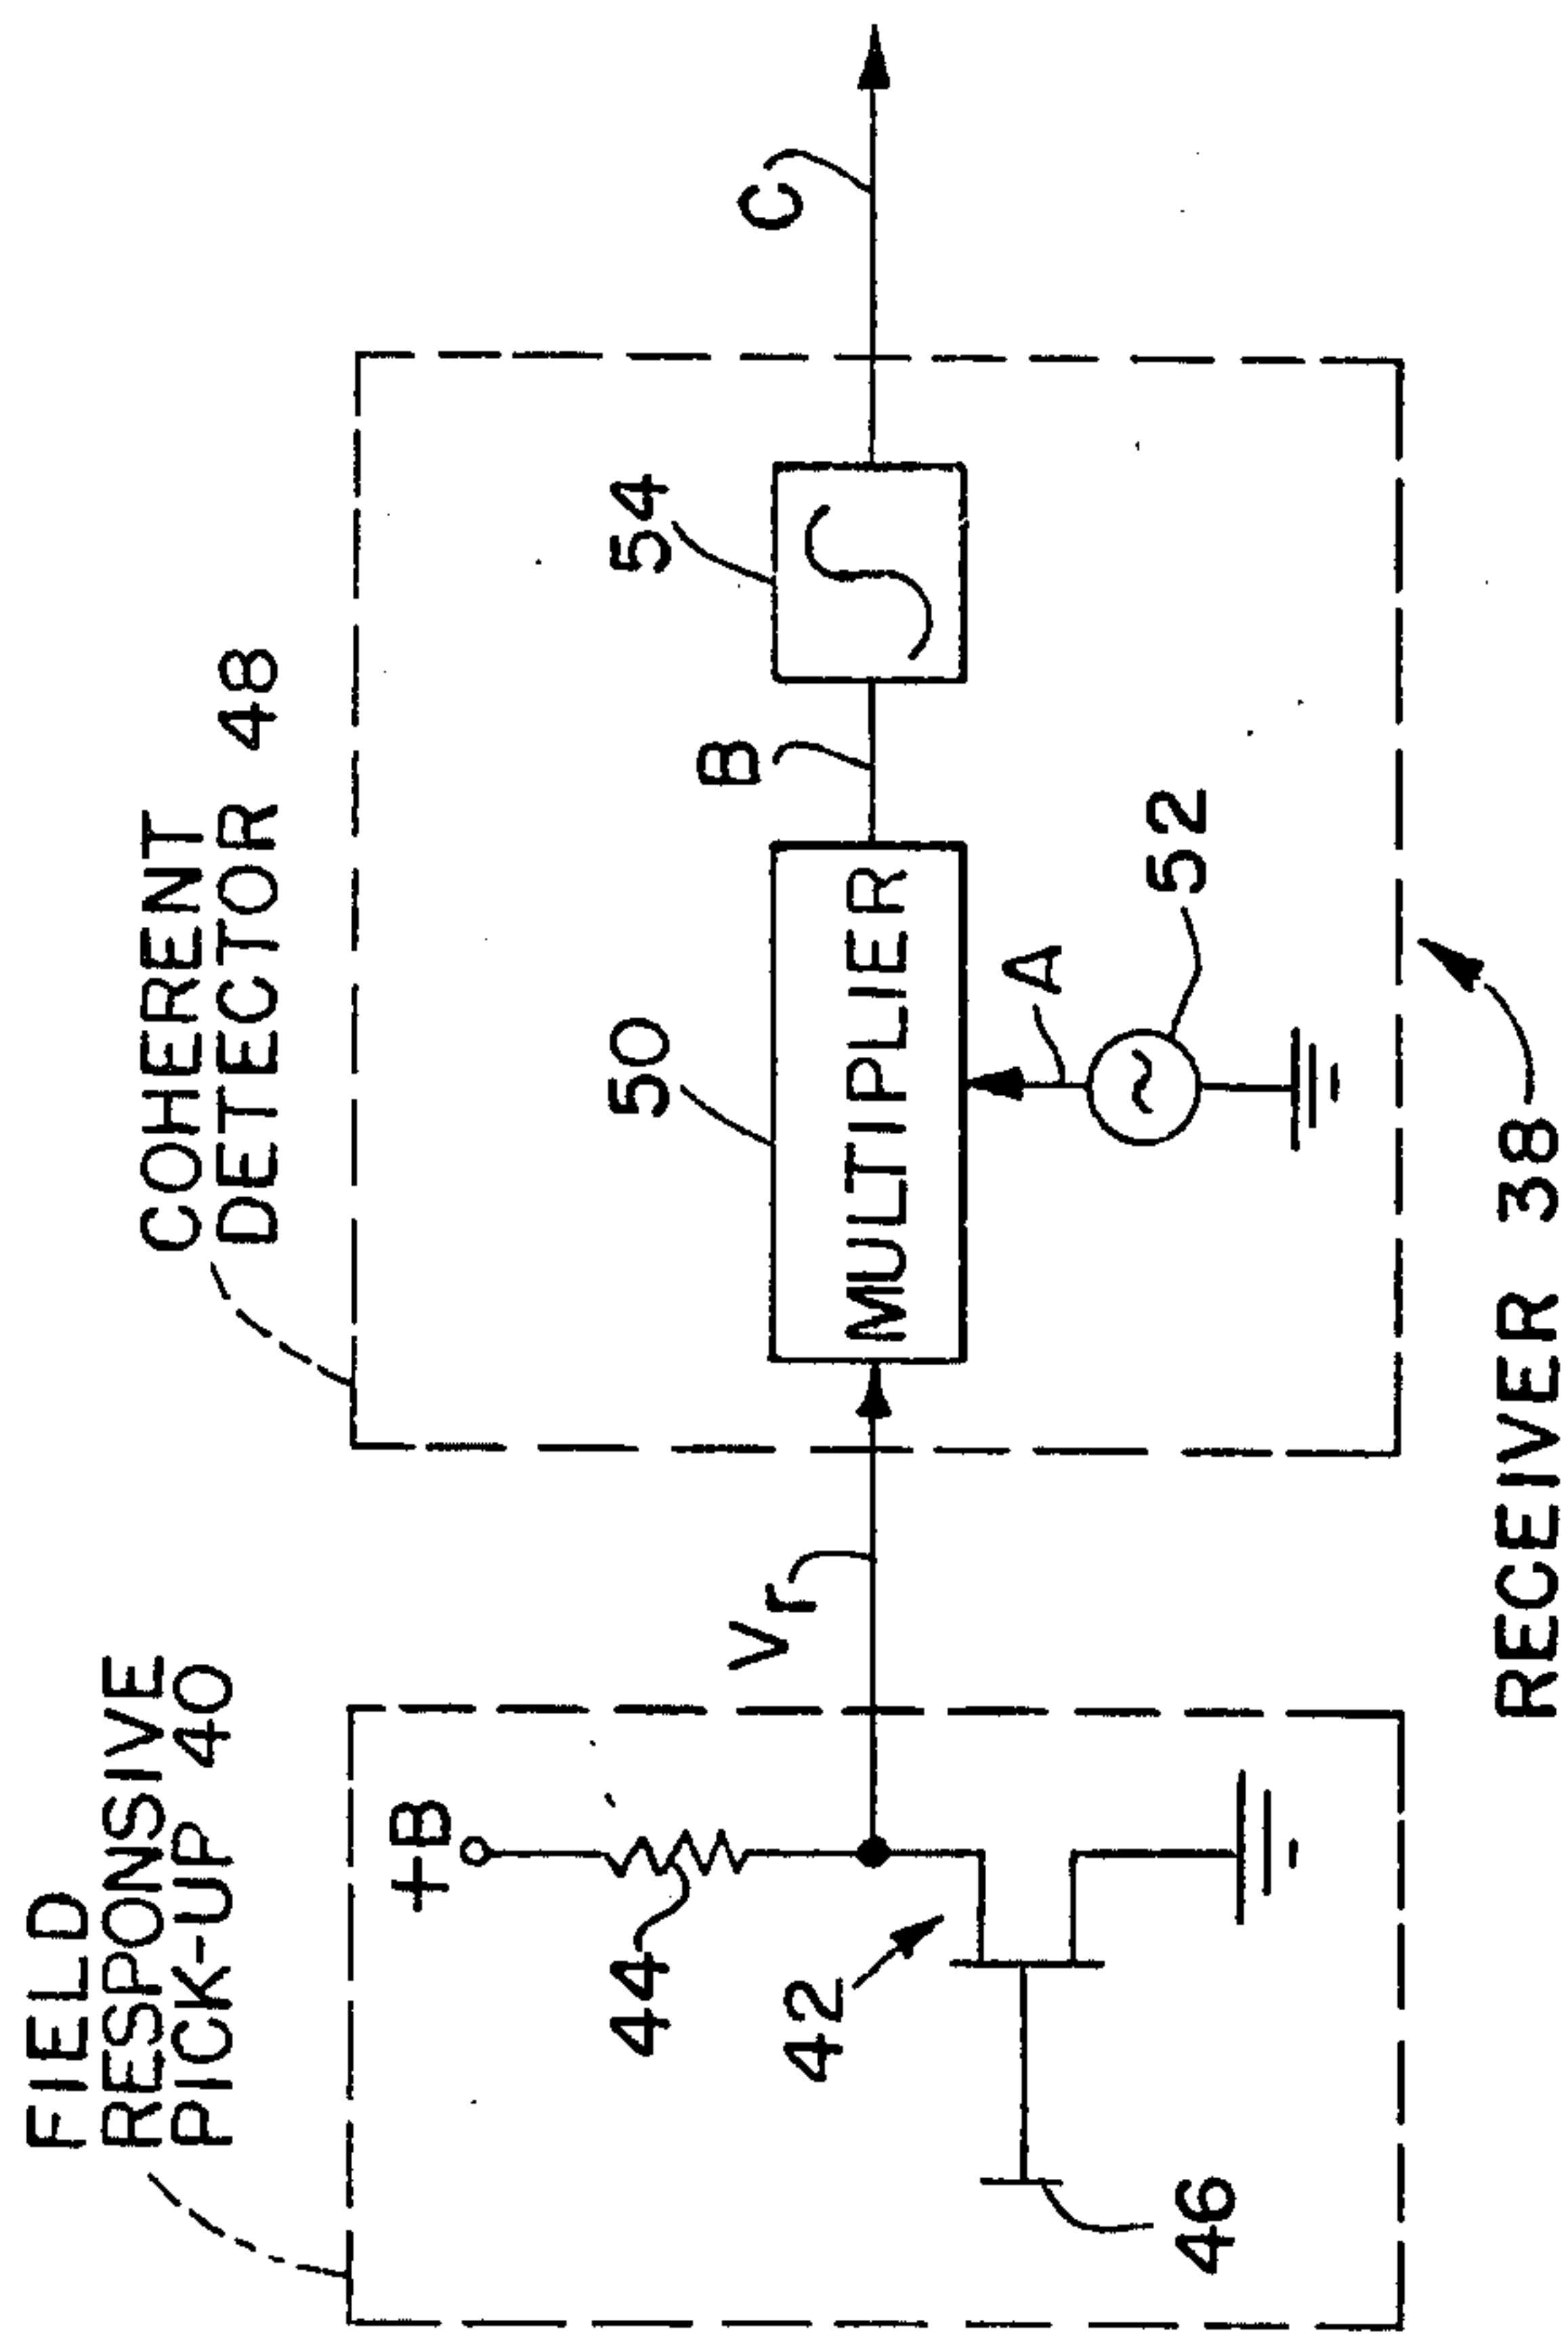 FIELD
RESPONSIVE
PICK-UP 40
COHERENT
DETECTOR 48
+B
44
42
46
Vr
50
MULTIPLIER
A
52
B
54
C
RECEIVER 38